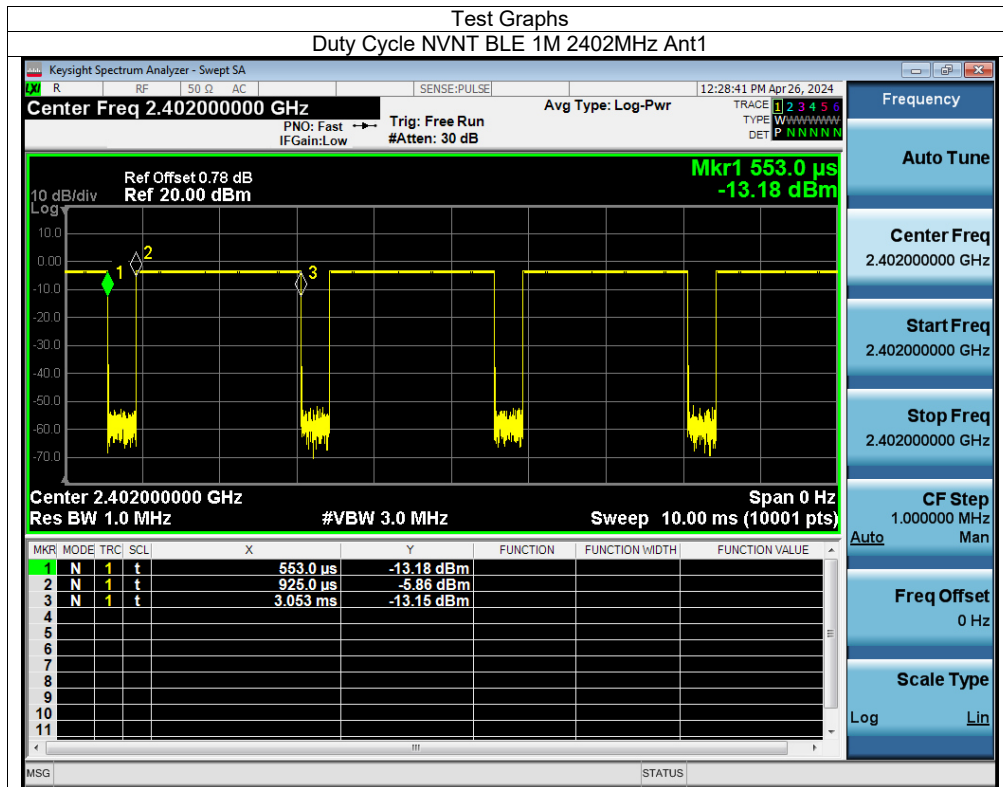 Test Graphs
Duty Cycle NVNT BLE 1M 2402MHz Ant1
Keysight Spectrum Analyzer - Swept SA
LXI R RF 50 Ω AC SENSE:PULSE 12:28:41 PM Apr 26, 2024
Center Freq 2.402000000 GHz
PNO: Fast
IFGain:Low
Trig: Free Run
#Atten: 30 dB
Avg Type: Log-Pwr
TRACE 1 2 3 4 5 6
TYPE WWWWWWW
DET P N N N N N
Ref Offset 0.78 dB
Ref 20.00 dBm
10 dB/div
Log
Mkr1 553.0 µs
-13.18 dBm
10.0
0.00
-10.0
-20.0
-30.0
-40.0
-50.0
-60.0
-70.0
1
2
3
Center 2.402000000 GHz Span 0 Hz
Res BW 1.0 MHz #VBW 3.0 MHz Sweep 10.00 ms (10001 pts)
MKR MODE TRC SCL X Y FUNCTION FUNCTION WIDTH FUNCTION VALUE
1 N 1 t 553.0 µs -13.18 dBm
2 N 1 t 925.0 µs -5.86 dBm
3 N 1 t 3.053 ms -13.15 dBm
4
5
6
7
8
9
10
11
MSG STATUS
Frequency
Auto Tune
Center Freq
2.402000000 GHz
Start Freq
2.402000000 GHz
Stop Freq
2.402000000 GHz
CF Step
1.000000 MHz
Auto Man
Freq Offset
0 Hz
Scale Type
Log Lin